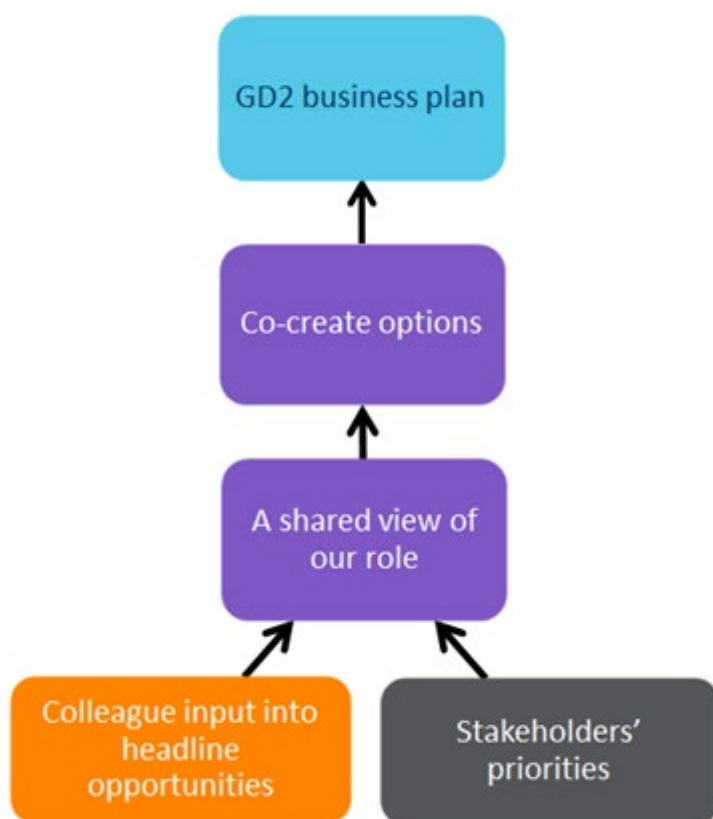 GD2 business plan
Co-create options
A shared view of
our role
Colleague input into
headline
opportunities
Stakeholders’
priorities